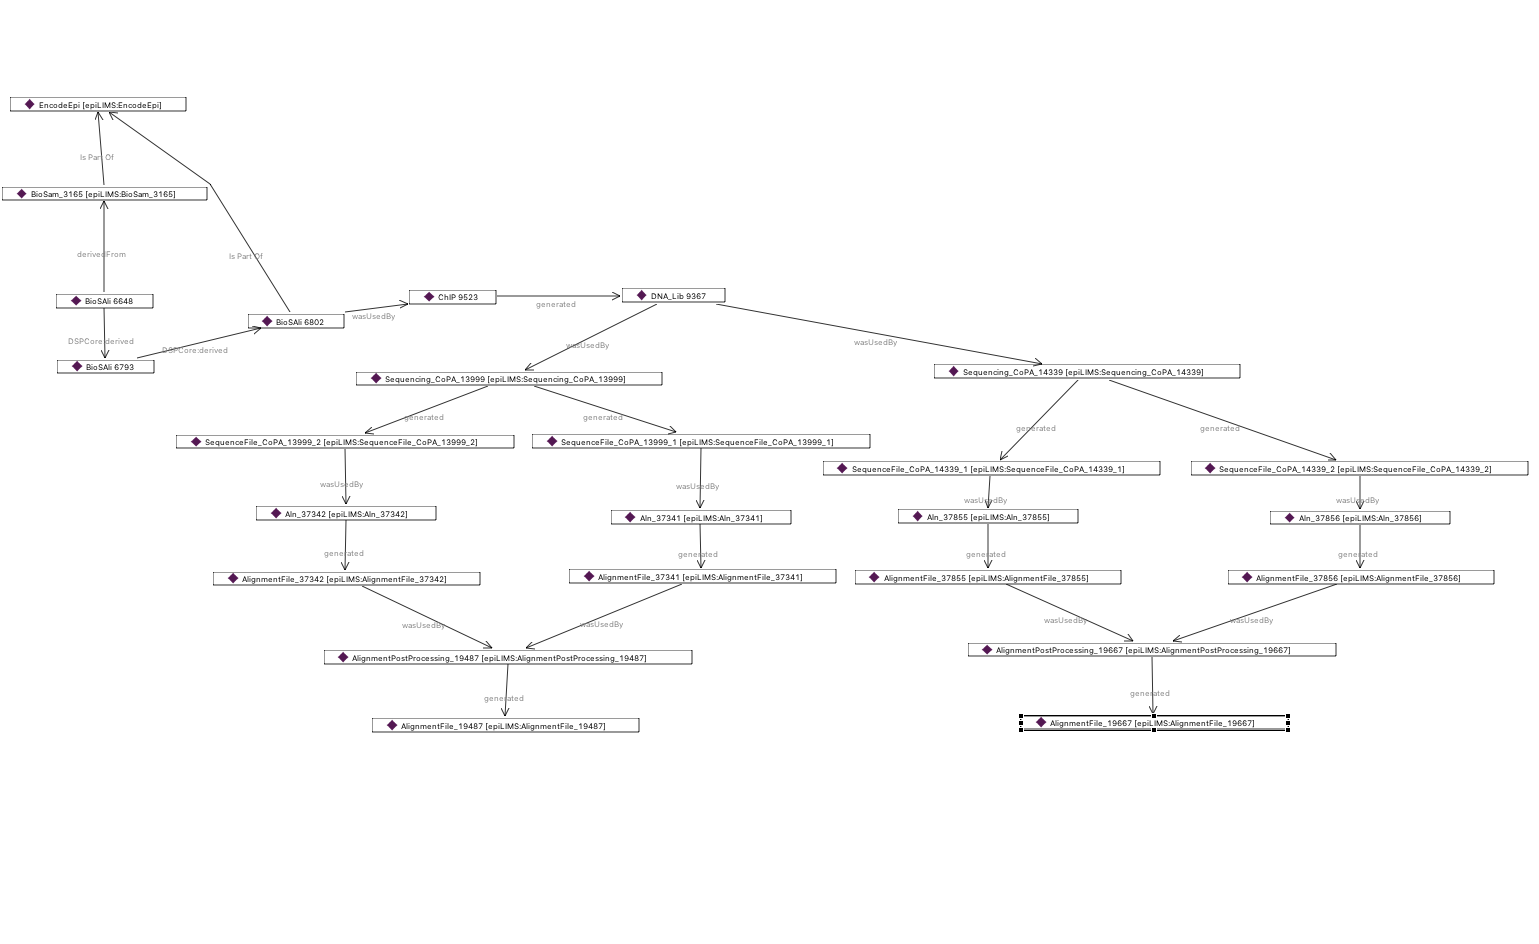 EncodeEpi [epiLIMS:EncodeEpi]
Is Part Of
BioSam_3165 [epiLIMS:BioSam_3165]
derivedFrom
Is Part Of
BioSAli 6648
ChIP 9523
generated
DNA_Lib 9367
BioSAli 6802
wasUsedBy
DSPCore:derived
DSPCore:derived
BioSAli 6793
wasUsedBy
wasUsedBy
Sequencing_CoPA_13999 [epiLIMS:Sequencing_CoPA_13999]
Sequencing_CoPA_14339 [epiLIMS:Sequencing_CoPA_14339]
generated
generated
generated
generated
SequenceFile_CoPA_13999_2 [epiLIMS:SequenceFile_CoPA_13999_2]
SequenceFile_CoPA_13999_1 [epiLIMS:SequenceFile_CoPA_13999_1]
SequenceFile_CoPA_14339_1 [epiLIMS:SequenceFile_CoPA_14339_1]
SequenceFile_CoPA_14339_2 [epiLIMS:SequenceFile_CoPA_14339_2]
wasUsedBy
wasUsedBy
wasUsedBy
wasUsedBy
Aln_37342 [epiLIMS:Aln_37342]
Aln_37341 [epiLIMS:Aln_37341]
Aln_37855 [epiLIMS:Aln_37855]
Aln_37856 [epiLIMS:Aln_37856]
generated
generated
generated
generated
AlignmentFile_37342 [epiLIMS:AlignmentFile_37342]
AlignmentFile_37341 [epiLIMS:AlignmentFile_37341]
AlignmentFile_37855 [epiLIMS:AlignmentFile_37855]
AlignmentFile_37856 [epiLIMS:AlignmentFile_37856]
wasUsedBy
wasUsedBy
wasUsedBy
wasUsedBy
AlignmentPostProcessing_19487 [epiLIMS:AlignmentPostProcessing_19487]
AlignmentPostProcessing_19667 [epiLIMS:AlignmentPostProcessing_19667]
generated
generated
AlignmentFile_19487 [epiLIMS:AlignmentFile_19487]
AlignmentFile_19667 [epiLIMS:AlignmentFile_19667]